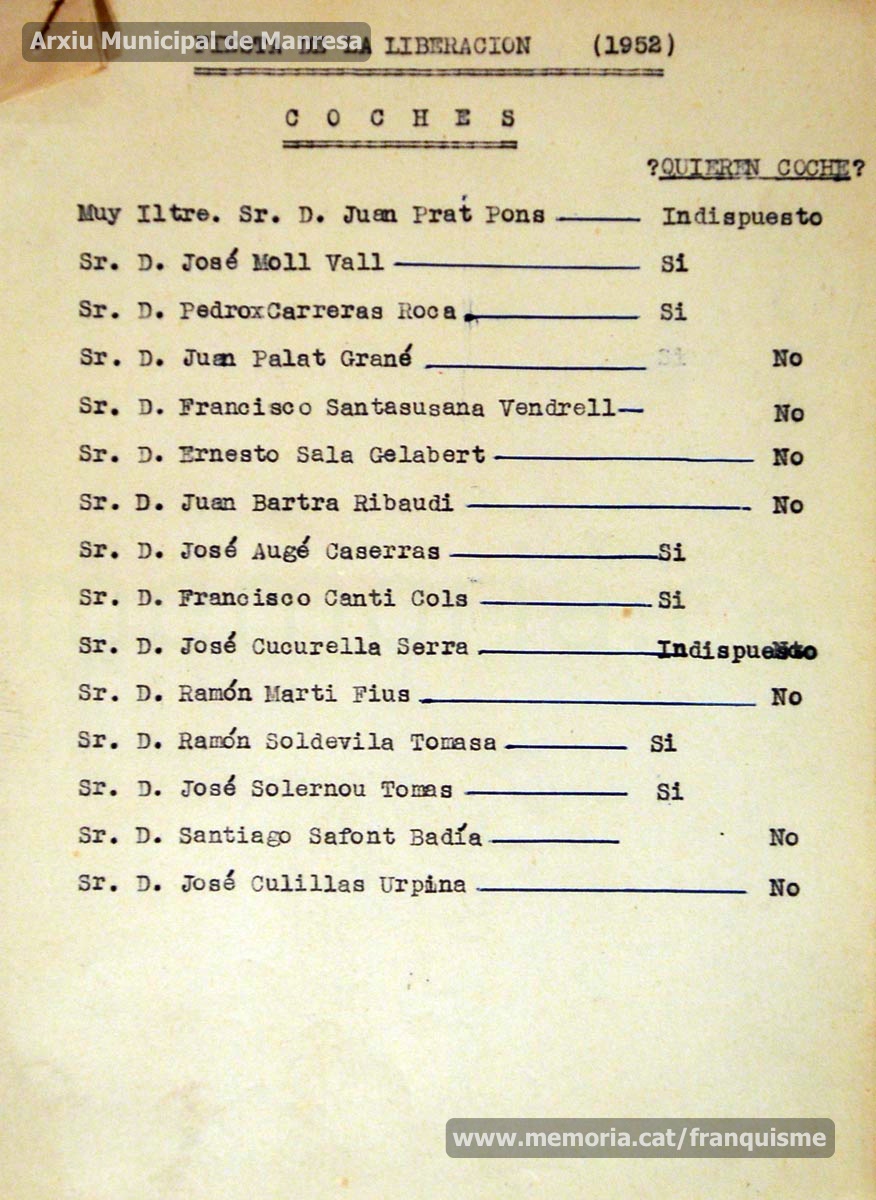 Arxiu Municipal de Manresa
FIESTA DE LA LIBERACION (1952)
C O C H E S
?QUIEREN COCHE?
Muy Iltre. Sr. D. Juan Prat Pons Indispuesto
Sr. D. José Moll Vall Si
Sr. D. PedroxCarreras Roca Si
Sr. D. Juan Palat Grané Si No
Sr. D. Francisco Santasusana Vendrell No
Sr. D. Ernesto Sala Gelabert No
Sr. D. Juan Bartra Ribaudi No
Sr. D. José Augé Caserras Si
Sr. D. Francisco Canti Cols Si
Sr. D. José Cucurella Serra Indispuesto
Sr. D. Ramón Marti Fius No
Sr. D. Ramón Soldevila Tomasa Si
Sr. D. José Solernou Tomas Si
Sr. D. Santiago Safont Badía No
Sr. D. José Culillas Urpina No
www.memoria.cat/franquisme